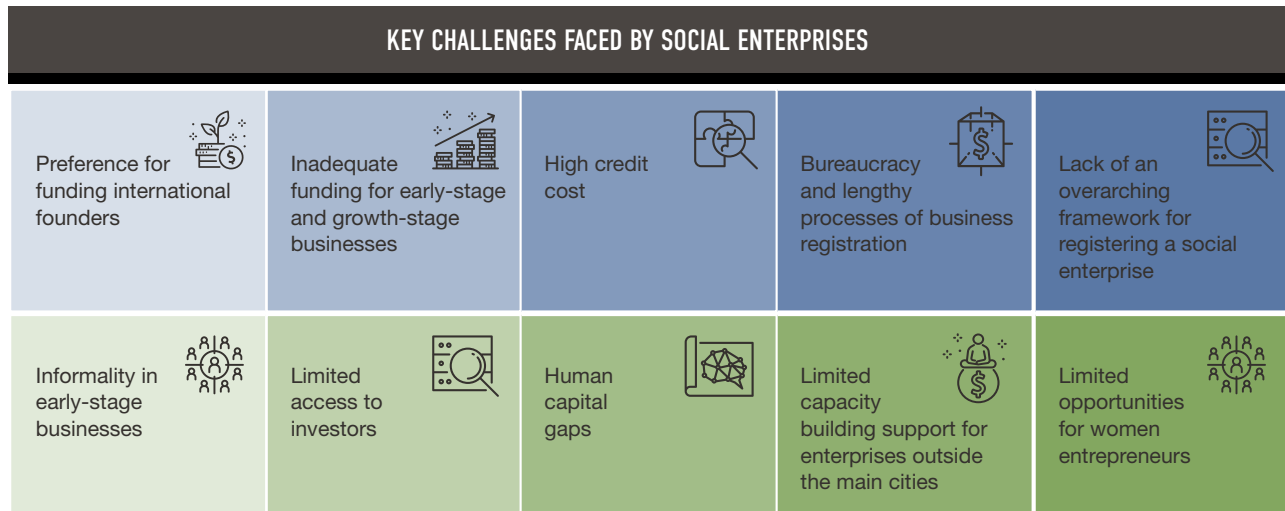 KEY CHALLENGES FACED BY SOCIAL ENTERPRISES
Preference for
funding international
founders
Inadequate
funding for early-stage
and growth-stage
businesses
High credit
cost
Bureaucracy
and lengthy
processes of business
registration
Lack of an
overarching
framework for
registering a social
enterprise
Informality in
early-stage
businesses
Limited
access to
investors
Human
capital
gaps
Limited
capacity
building support for
enterprises outside
the main cities
Limited
opportunities
for women
entrepreneurs